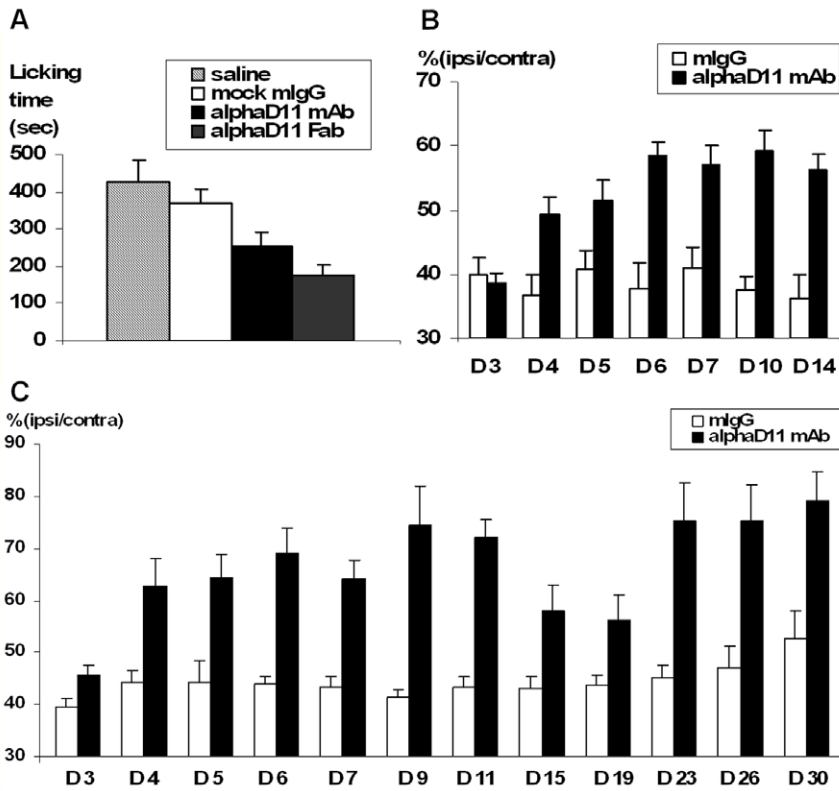 A
Licking
time
(sec)
saline
mock mIgG
alphaD11 mAb
alphaD11 Fab
500
400
300
200
100
0
B
%(ipsi/contra)
mIgG
alphaD11 mAb
70
60
50
40
30
D3 D4 D5 D6 D7 D10 D14
C
%(ipsi/contra)
mIgG
alphaD11 mAb
90
80
70
60
50
40
30
D3 D4 D5 D6 D7 D9 D11 D15 D19 D23 D26 D30